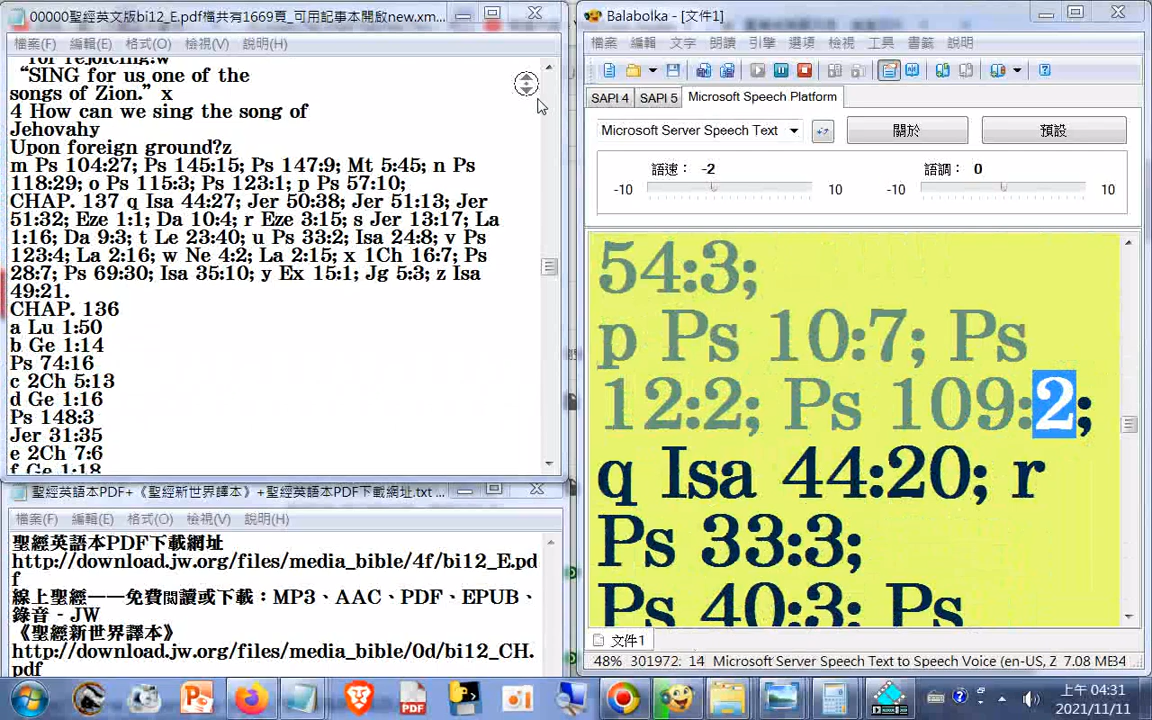 00000聖經英文版bi12_E.pdf檔共有1669頁_可用記事本開啟new.xm...
檔案(F) 編輯(E) 格式(O) 檢視(V) 說明(H)
for rejoicing:w
“SING for us one of the
songs of Zion.” x
4 How can we sing the song of
Jehovahy
Upon foreign ground?z
m Ps 104:27; Ps 145:15; Ps 147:9; Mt 5:45; n Ps
118:29; o Ps 115:3; Ps 123:1; p Ps 57:10;
CHAP. 137 q Isa 44:27; Jer 50:38; Jer 51:13; Jer
51:32; Eze 1:1; Da 10:4; r Eze 3:15; s Jer 13:17; La
1:16; Da 9:3; t Le 23:40; u Ps 33:2; Isa 24:8; v Ps
123:4; La 2:16; w Ne 4:2; La 2:15; x 1Ch 16:7; Ps
28:7; Ps 69:30; Isa 35:10; y Ex 15:1; Jg 5:3; z Isa
49:21.
CHAP. 136
a Lu 1:50
b Ge 1:14
Ps 74:16
c 2Ch 5:13
d Ge 1:16
Ps 148:3
Jer 31:35
e 2Ch 7:6
f Ge 1:18
聖經英語本PDF+《聖經新世界譯本》+聖經英語本PDF下載網址.txt ...
檔案(F) 編輯(E) 格式(O) 檢視(V) 說明(H)
聖經英語本PDF下載網址
http://download.jw.org/files/media_bible/4f/bi12_E.pd
f
線上聖經——免費閲讀或下載：MP3、AAC、PDF、EPUB、
錄音 - JW
《聖經新世界譯本》
http://download.jw.org/files/media_bible/0d/bi12_CH.
pdf
Balabolka - [文件1]
檔案 編輯 文字 朗讀 引擎 選項 檢視 工具 書籤 說明
SAPI 4 SAPI 5 Microsoft Speech Platform
Microsoft Server Speech Text 關於 預設
語速： -2 語調： 0
-10 10 -10 10
54:3;
p Ps 10:7; Ps
12:2; Ps 109:2;
q Isa 44:20; r
Ps 33:3;
Ps 40:3; Ps
文件1
48% 301972: 14 Microsoft Server Speech Text to Speech Voice (en-US, Z 7.08 MB34
上午 04:31
2021/11/11